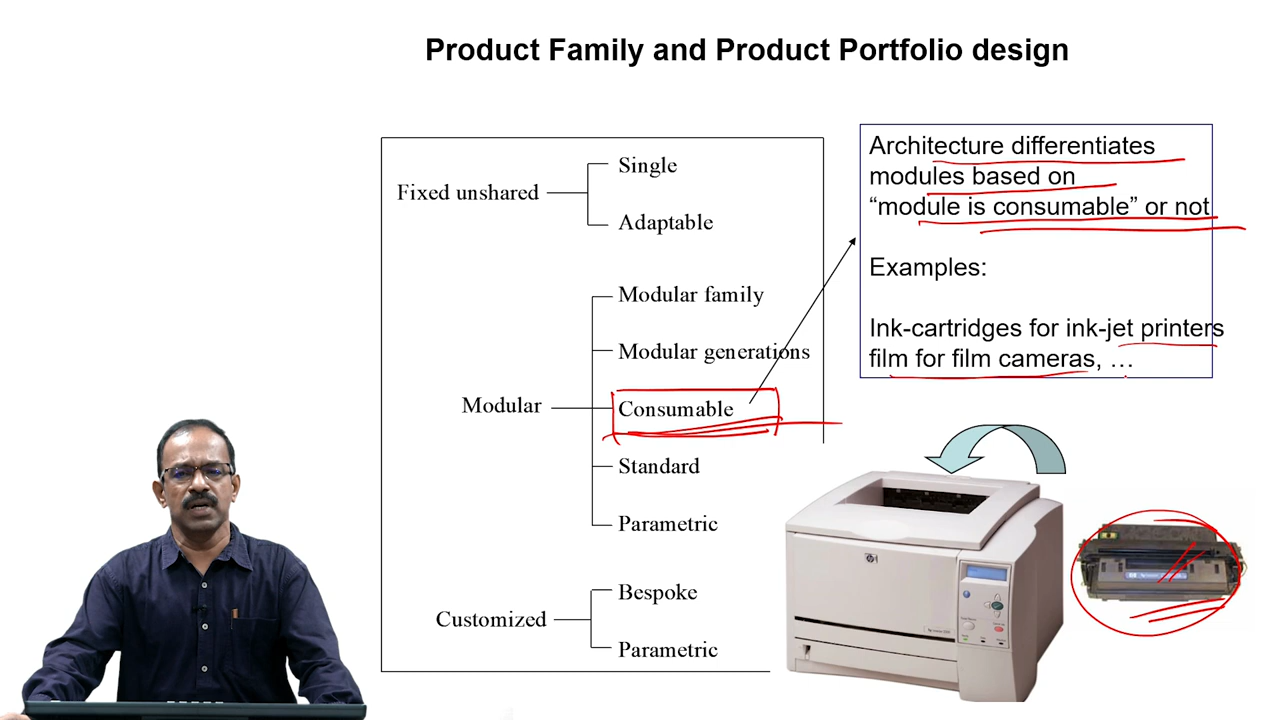 Product Family and Product Portfolio design
Fixed unshared
Single
Adaptable
Modular
Modular family
Modular generations
Consumable
Standard
Parametric
Customized
Bespoke
Parametric
Architecture differentiates
modules based on
“module is consumable” or not
Examples:
Ink-cartridges for ink-jet printers
film for film cameras, …
hp